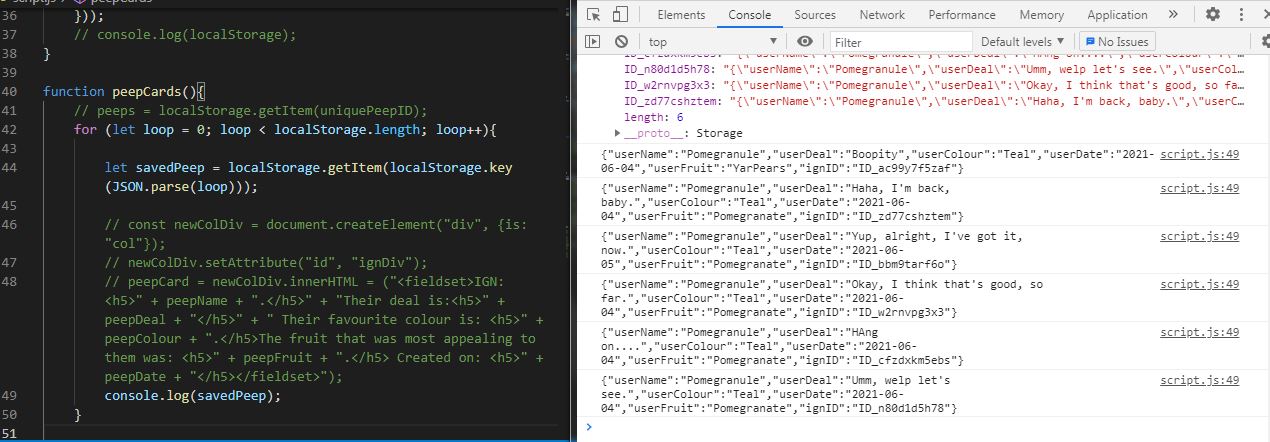 script.js > peepCards
36 }));
37 // console.log(localStorage);
38 }
39
40 function peepCards(){
41 // peeps = localStorage.getItem(uniquePeepID);
42 for (let loop = 0; loop < localStorage.length; loop++){
43
44 let savedPeep = localStorage.getItem(localStorage.key
(JSON.parse(loop)));
45
46 // const newColDiv = document.createElement("div", {is:
"col"});
47 // newColDiv.setAttribute("id", "ignDiv");
48 // peepCard = newColDiv.innerHTML = ("<fieldset>IGN:
<h5>" + peepName + ".</h5>" + "Their deal is:<h5>" +
peepDeal + "</h5>" + " Their favourite colour is: <h5>" +
peepColour + ".</h5>The fruit that was most appealing to
them was: <h5>" + peepFruit + ".</h5> Created on: <h5>" +
peepDate + "</h5></fieldset>");
49 console.log(savedPeep);
50 }
51
Elements Console Sources Network Performance Memory Application
top Filter Default levels No Issues
ID_n80d1d5h78: "{\"userName\":\"Pomegranule\",\"userDeal\":\"Umm, welp let's see.\",\"userCol…
ID_w2rnvpg3x3: "{\"userName\":\"Pomegranule\",\"userDeal\":\"Okay, I think that's good, so fa…
ID_zd77cshztem: "{\"userName\":\"Pomegranule\",\"userDeal\":\"Haha, I'm back, baby.\",\"userC…
length: 6
__proto__: Storage
{"userName":"Pomegranule","userDeal":"Boopity","userColour":"Teal","userDate":"2021- script.js:49
06-04","userFruit":"YarPears","ignID":"ID_ac99y7f5zaf"}
{"userName":"Pomegranule","userDeal":"Haha, I'm back, script.js:49
baby.","userColour":"Teal","userDate":"2021-06-
04","userFruit":"Pomegranate","ignID":"ID_zd77cshztem"}
{"userName":"Pomegranule","userDeal":"Yup, alright, I've got it, script.js:49
now.","userColour":"Teal","userDate":"2021-06-
05","userFruit":"Pomegranate","ignID":"ID_bbm9tarf6o"}
{"userName":"Pomegranule","userDeal":"Okay, I think that's good, so script.js:49
far.","userColour":"Teal","userDate":"2021-06-
04","userFruit":"Pomegranate","ignID":"ID_w2rnvpg3x3"}
{"userName":"Pomegranule","userDeal":"HAng script.js:49
on....","userColour":"Teal","userDate":"2021-06-
04","userFruit":"Pomegranate","ignID":"ID_cfzdxkm5ebs"}
{"userName":"Pomegranule","userDeal":"Umm, welp let's script.js:49
see.","userColour":"Teal","userDate":"2021-06-
04","userFruit":"Pomegranate","ignID":"ID_n80d1d5h78"}